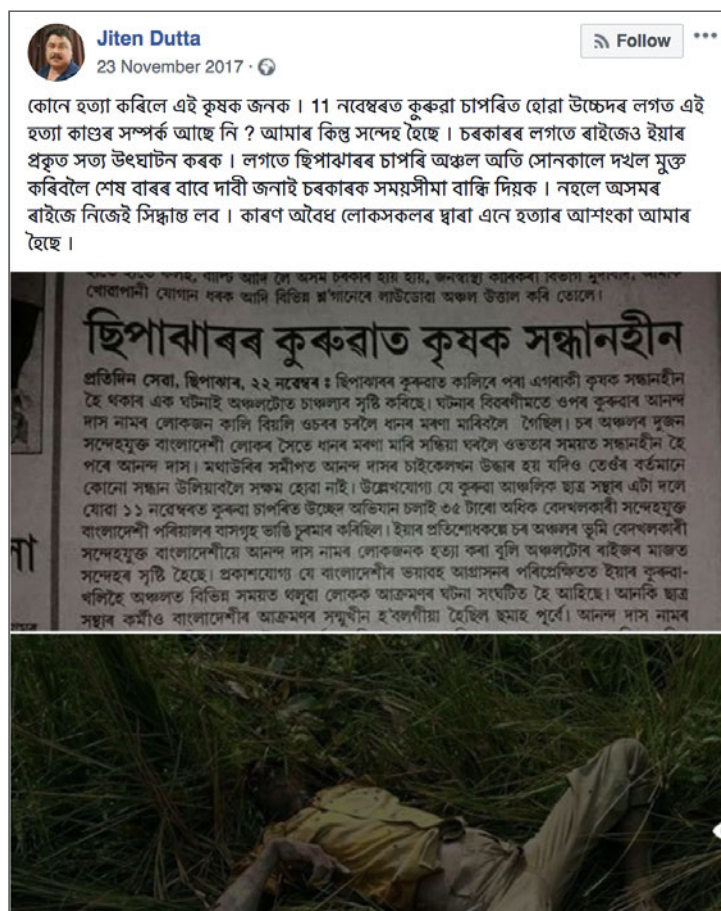 Jiten Dutta
Follow
23 November 2017
কোনে হত্যা কৰিলে এই কৃষক জনক । 11 নবেম্বৰত কুৰুৱা চাপৰিত হোৱা উচ্চেদৰ লগত এই
হত্যা কাণ্ডৰ সম্পৰ্ক আছে নি ? আমাৰ কিন্তু সন্দেহ হৈছে । চৰকাৰৰ লগতে ৰাইজেও ইয়াৰ
প্ৰকৃত সত্য উৎঘাটন কৰক । লগতে ছিপাঝাৰৰ চাপৰি অঞ্চল অতি সোনকালে দখল মুক্ত
কৰিবলৈ শেষ বাৰৰ বাবে দাবী জনাই চৰকাৰক সময়সীমা বান্ধি দিয়ক । নহলে অসমৰ
ৰাইজে নিজেই সিদ্ধান্ত লব । কাৰণ অবৈধ লোকসকলৰ দ্বাৰা এনে হত্যাৰ আশংকা আমাৰ
হৈছে ।
খোৱাপানী যোগান ধৰক আদি বিভিন্ন শ্ল'গানেৰে লাউডোৱা অঞ্চল উত্তাল কৰি তোলে।
ছিপাঝাৰৰ কুৰুৱাত কৃষক সন্ধানহীন
প্ৰতিদিন সেৱা, ছিপাঝাৰ, ২২ নৱেম্বৰ : ছিপাঝাৰৰ কুৰুৱাত কালিৰে পৰা এগৰাকী কৃষক সন্ধানহীন
হৈ থকাৰ এক ঘটনাই অঞ্চলটোত চাঞ্চল্যৰ সৃষ্টি কৰিছে। ঘটনাৰ বিৱৰণীমতে ওপৰ কুৰুৱাৰ আনন্দ
দাস নামৰ লোকজন কালি বিয়লি ওচৰৰ চৰলৈ ধানৰ মৰণা মাৰিবলৈ গৈছিল। চৰ অঞ্চলৰ দুজন
সন্দেহযুক্ত বাংলাদেশী লোকৰ সৈতে ধানৰ মৰণা মাৰি সন্ধিয়া ঘৰলৈ ওভতাৰ সময়ত সন্ধানহীন হৈ
পৰে আনন্দ দাস। মথাউৰিৰ সমীপত আনন্দ দাসৰ চাইকেলখন উদ্ধাৰ হয় যদিও তেওঁৰ বৰ্তমানে
কোনো সন্ধান উলিয়াবলৈ সক্ষম হোৱা নাই। উল্লেখযোগ্য যে কুৰুৱা আঞ্চলিক ছাত্ৰ সন্থাৰ এটা দলে
যোৱা ১১ নৱেম্বৰত কুৰুৱা চাপৰিত উচ্ছেদ অভিযান চলাই ৩৫ টাৰো অধিক বেদখলকাৰী সন্দেহযুক্ত
বাংলাদেশী পৰিয়ালৰ বাসগৃহ ভাঙি চুৰমাৰ কৰিছিল। ইয়াৰ প্ৰতিশোধকল্পে চৰ অঞ্চলৰ ভূমি বেদখলকাৰী
সন্দেহযুক্ত বাংলাদেশীয়ে আনন্দ দাস নামৰ লোকজনক হত্যা কৰা বুলি অঞ্চলটোৰ ৰাইজৰ মাজত
সন্দেহৰ সৃষ্টি হৈছে। প্ৰকাশযোগ্য যে বাংলাদেশীৰ ভয়াবহ আগ্ৰাসনৰ পৰিপ্ৰেক্ষিতত ইয়াৰ কুৰুৱা-
খলিহৈ অঞ্চলত বিভিন্ন সময়ত থলুৱা লোকক আক্ৰমণৰ ঘটনা সংঘটিত হৈ আহিছে। আনকি ছাত্ৰ
সন্থাৰ কৰ্মীও বাংলাদেশীৰ আক্ৰমণৰ সন্মুখীন হ'বলগীয়া হৈছিল ছমাহ পূৰ্বে। আনন্দ দাস নামৰ